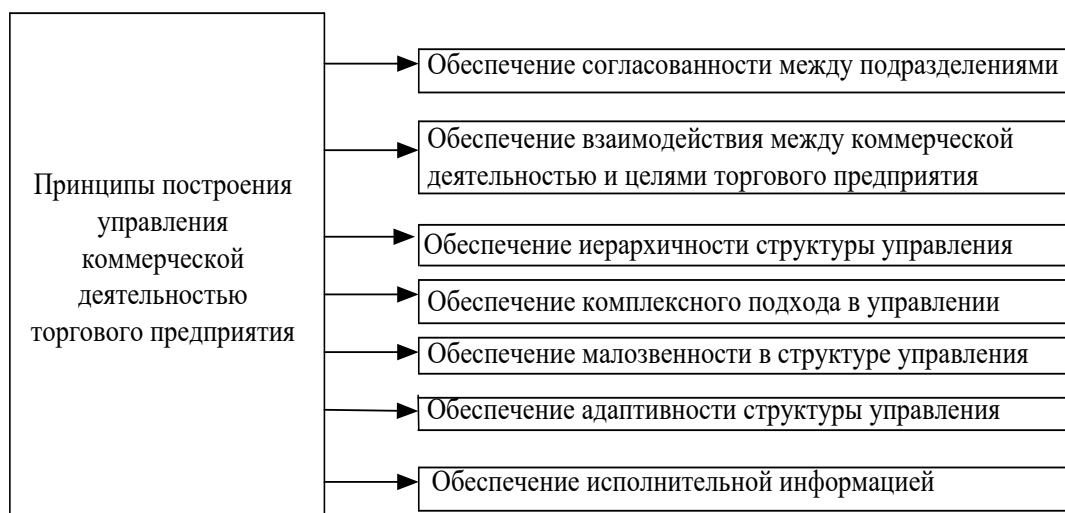 Принципы построения
управления
коммерческой
деятельностью
торгового предприятия
Обеспечение согласованности между подразделениями
Обеспечение взаимодействия между коммерческой
деятельностью и целями торгового предприятия
Обеспечение иерархичности структуры управления
Обеспечение комплексного подхода в управлении
Обеспечение малозвенности в структуре управления
Обеспечение адаптивности структуры управления
Обеспечение исполнительной информацией